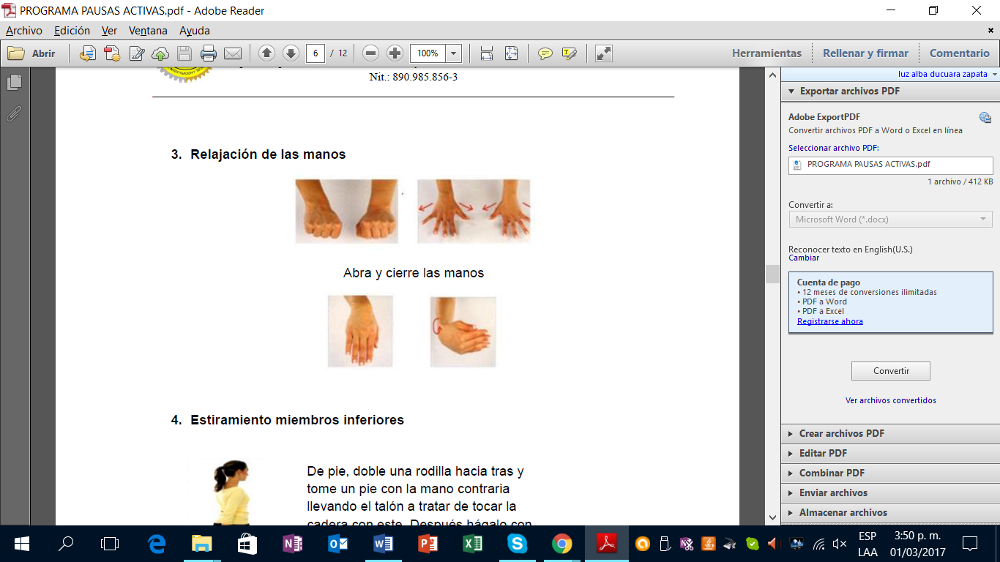 PROGRAMA PAUSAS ACTIVAS.pdf - Adobe Reader
Archivo Edición Ver Ventana Ayuda
Abrir 6 / 12 100% Herramientas Rellenar y firmar Comentario
Nit.: 890.985.856-3
3. Relajación de las manos
Abra y cierre las manos
4. Estiramiento miembros inferiores
De pie, doble una rodilla hacia tras y
tome un pie con la mano contraria
llevando el talón a tratar de tocar la
cadera con este. Después hágalo con
luz alba ducuara zapata
Exportar archivos PDF
Adobe ExportPDF
Convertir archivos PDF a Word o Excel en línea
Seleccionar archivo PDF:
PROGRAMA PAUSAS ACTIVAS.pdf
1 archivo / 412 KB
Convertir a:
Microsoft Word (*.docx)
Reconocer texto en English(U.S.)
Cambiar
Cuenta de pago
• 12 meses de conversiones ilimitadas
• PDF a Word
• PDF a Excel
Registrarse ahora
Convertir
Ver archivos convertidos
Crear archivos PDF
Editar PDF
Combinar PDF
Enviar archivos
Almacenar archivos
ESP
LAA
3:50 p. m.
01/03/2017